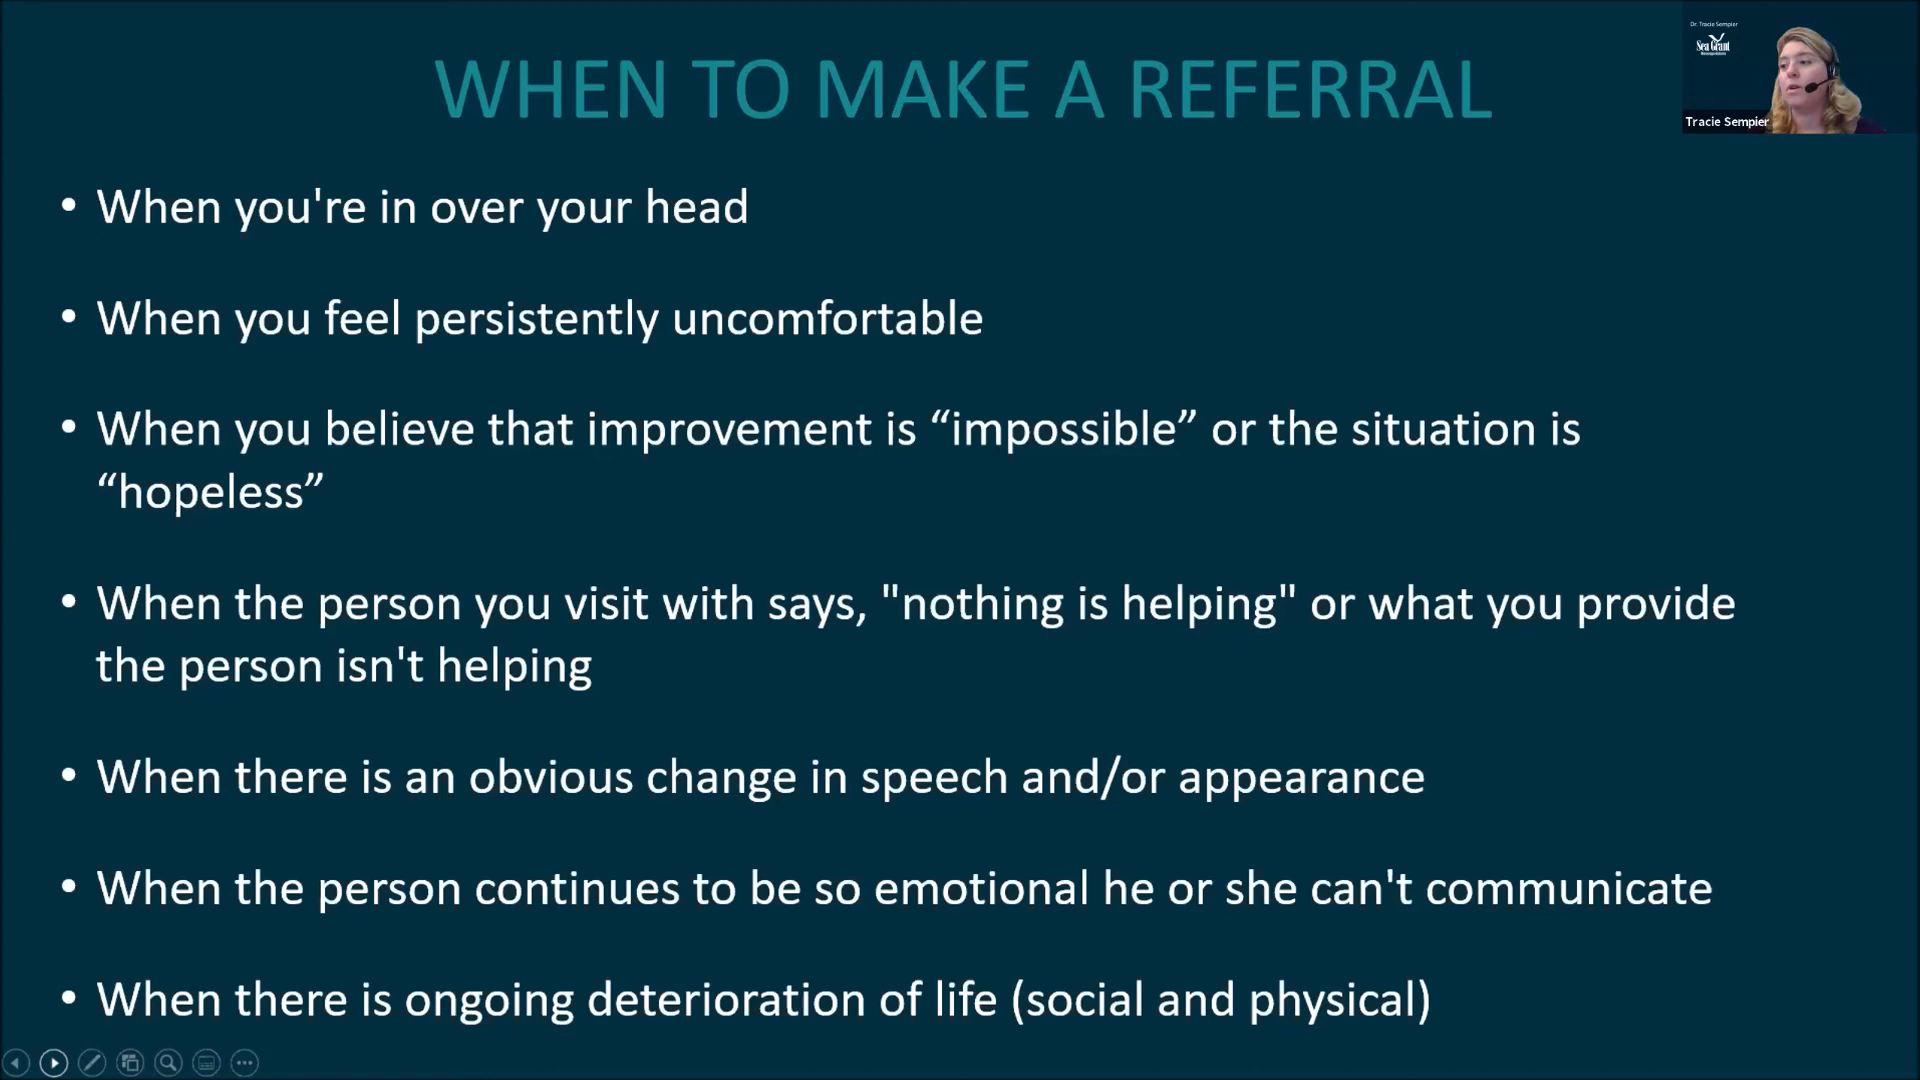 WHEN TO MAKE A REFERRAL
Dr. Tracie Sempier
Sea Grant
Tracie Sempier
• When you're in over your head
• When you feel persistently uncomfortable
• When you believe that improvement is “impossible” or the situation is
“hopeless”
• When the person you visit with says, "nothing is helping" or what you provide
the person isn't helping
• When there is an obvious change in speech and/or appearance
• When the person continues to be so emotional he or she can't communicate
• When there is ongoing deterioration of life (social and physical)